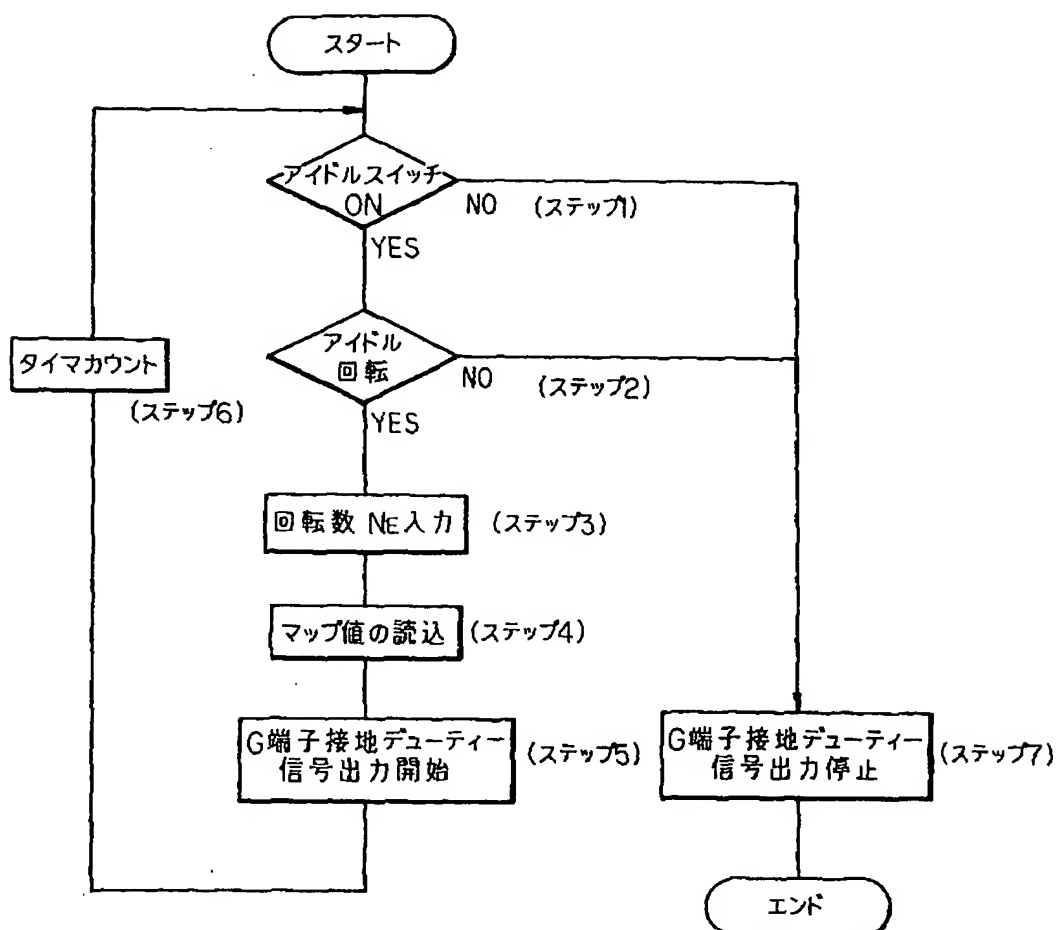 スタート
アイドルスイッチ
ON
NO (ステップ1)
YES
アイドル
回転
NO (ステップ2)
YES
タイマカウント
(ステップ6)
回転数 NE入力 (ステップ3)
マップ値の読込 (ステップ4)
G端子接地デューティー
信号出力開始
(ステップ5)
G端子接地デューティー
信号出力停止
(ステップ7)
エンド